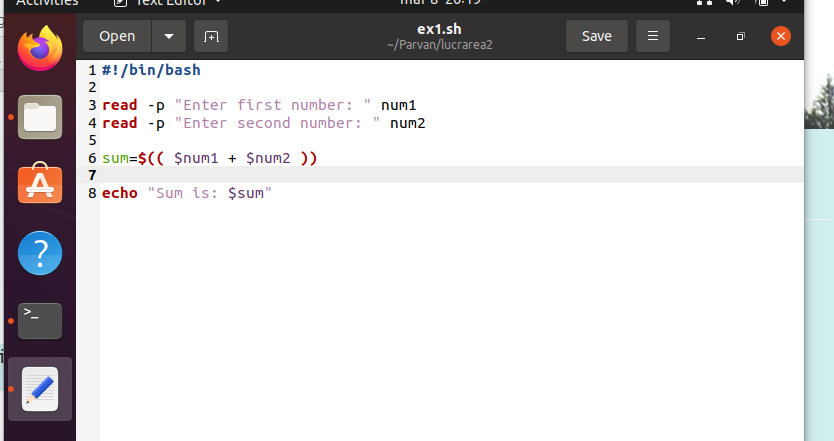 Activities Text Editor mar 8 20:19
Open ex1.sh Save
~/Parvan/lucrarea2
1 #!/bin/bash
2
3 read -p "Enter first number: " num1
4 read -p "Enter second number: " num2
5
6 sum=$(( $num1 + $num2 ))
7
8 echo "Sum is: $sum"